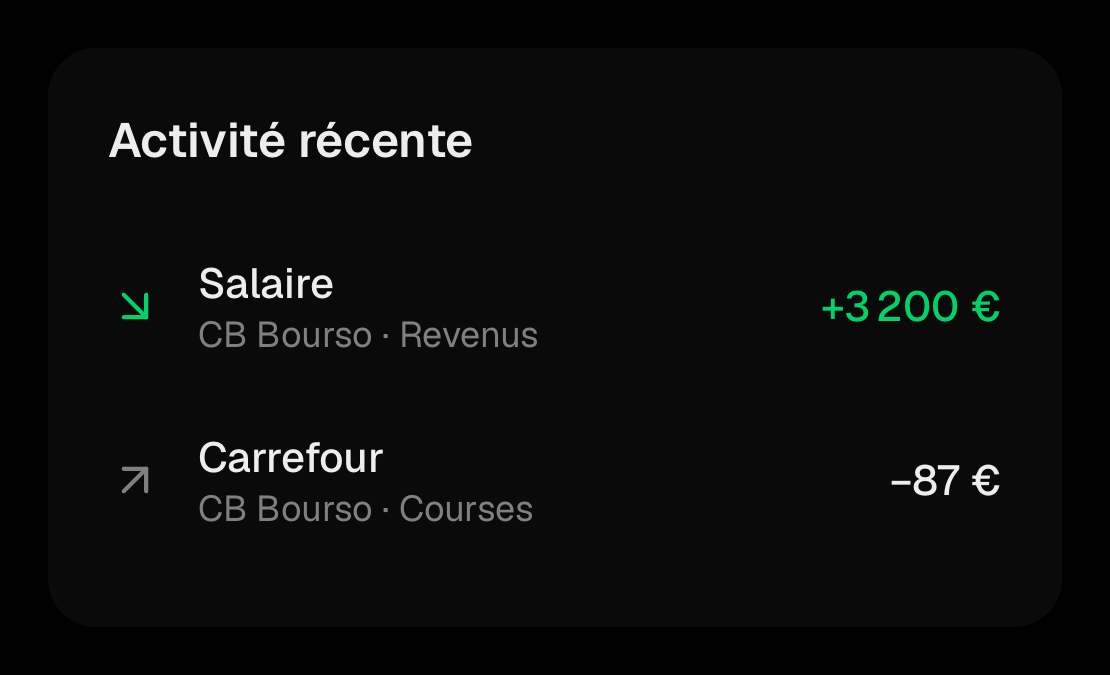 Activité récente
Salaire
CB Bourso · Revenus
+3 200 €
Carrefour
CB Bourso · Courses
−87 €